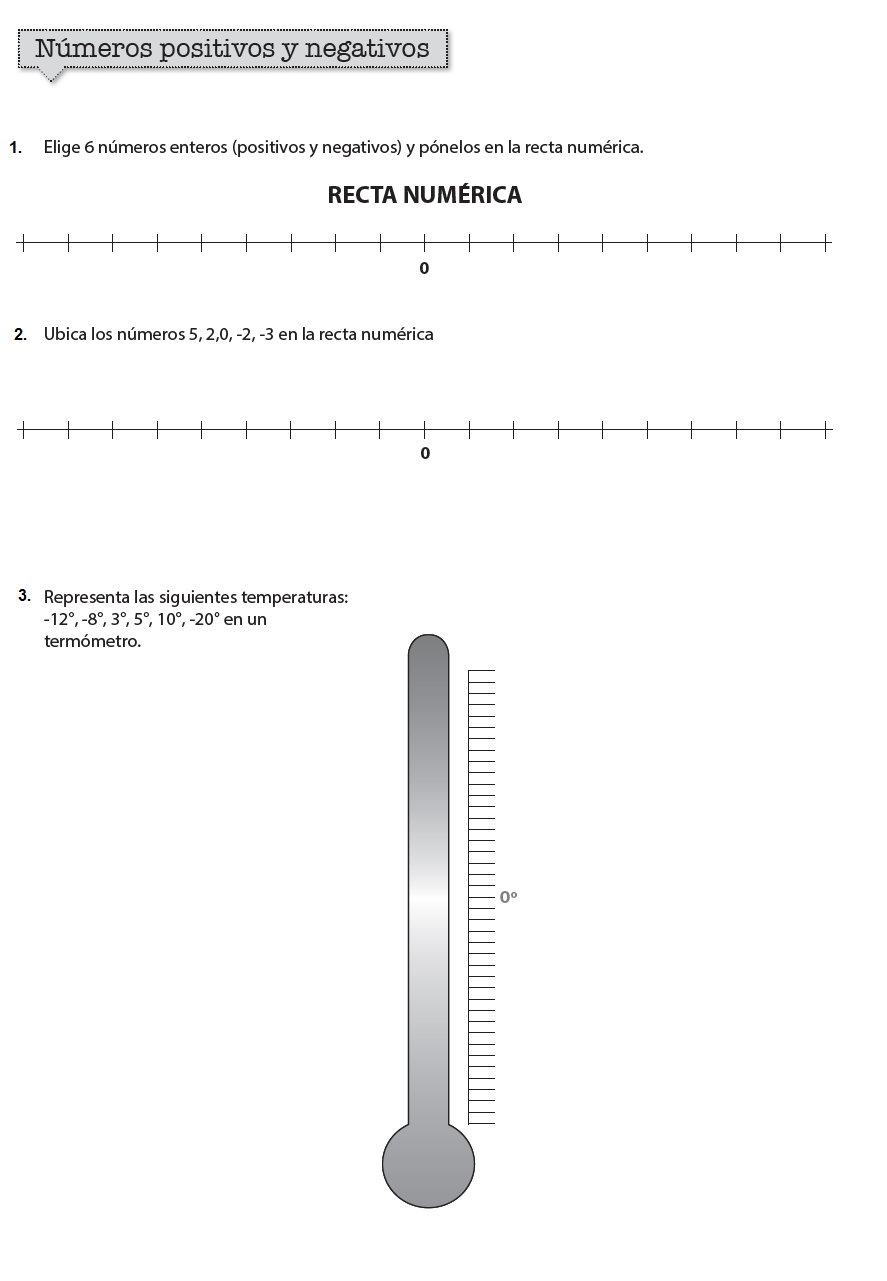 Números positivos y negativos
1. Elige 6 números enteros (positivos y negativos) y pónelos en la recta numérica.
RECTA NUMÉRICA
0
2. Ubica los números 5, 2,0, -2, -3 en la recta numérica
0
3. Representa las siguientes temperaturas:
-12°, -8°, 3°, 5°, 10°, -20° en un
termómetro.
0º